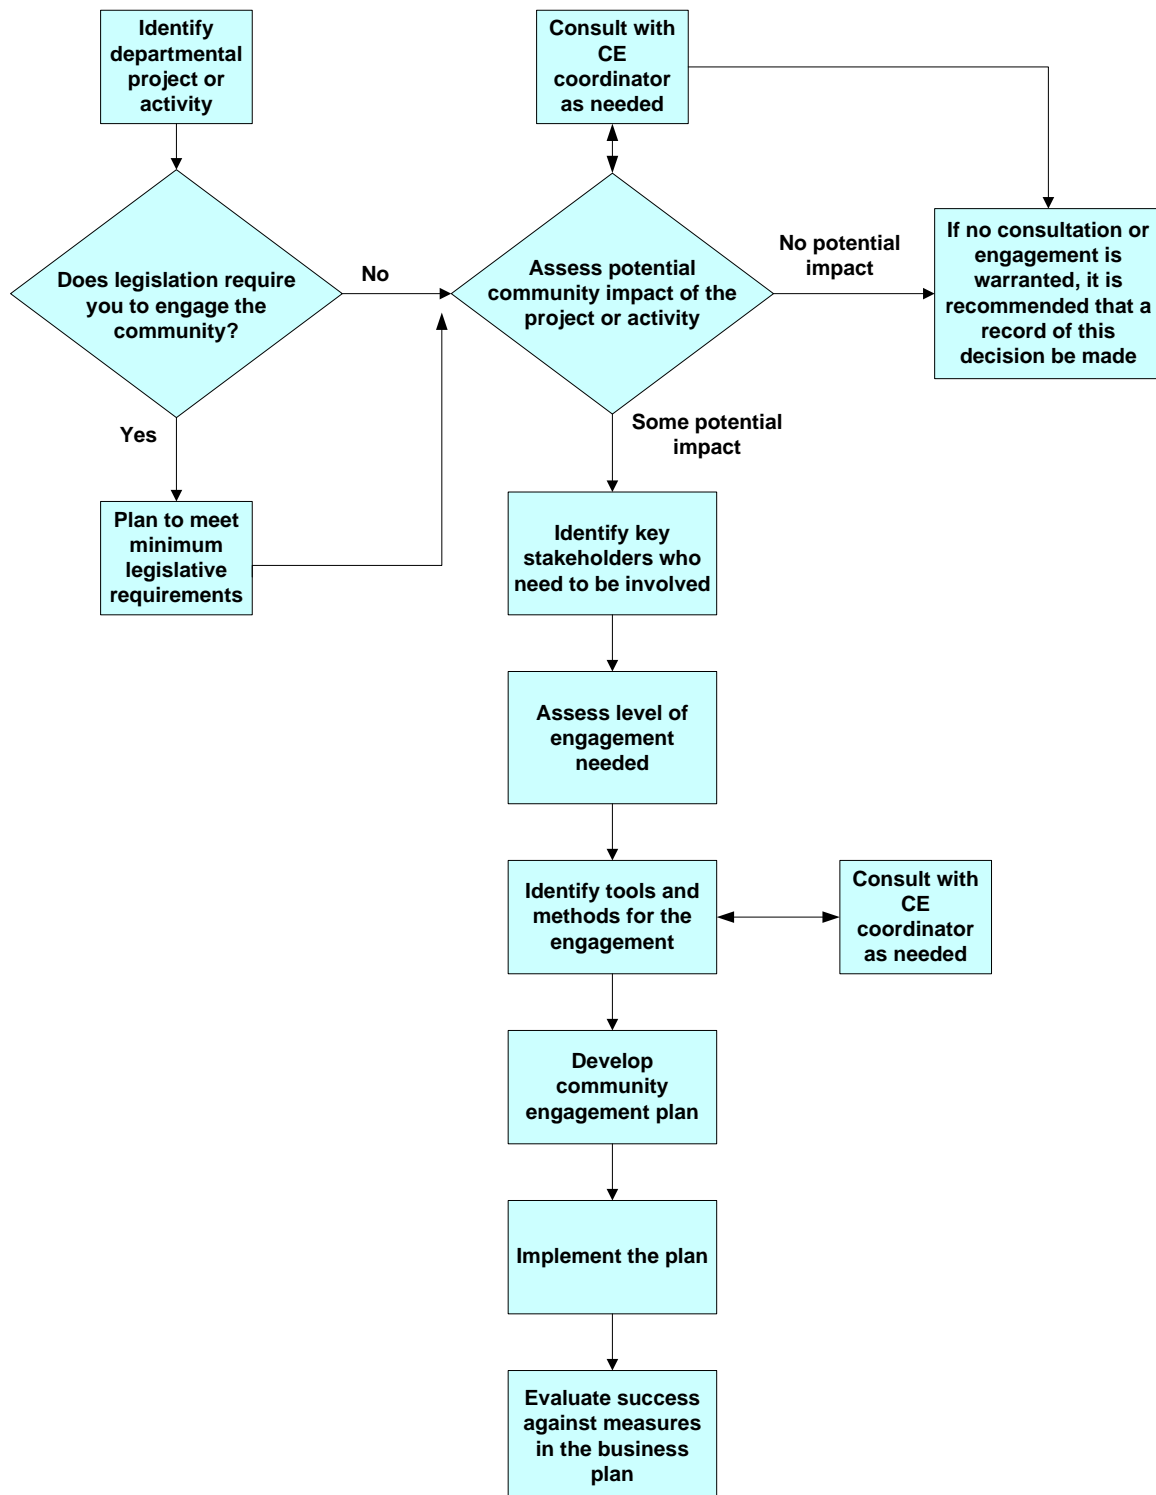 Identify
departmental
project or
activity
Consult with
CE
coordinator
as needed
Does legislation require
you to engage the
community?
No
Assess potential
community impact of the
project or activity
No potential
impact
If no consultation or
engagement is
warranted, it is
recommended that a
record of this
decision be made
Yes
Some potential
impact
Plan to meet
minimum
legislative
requirements
Identify key
stakeholders who
need to be involved
Assess level of
engagement
needed
Identify tools and
methods for the
engagement
Consult with
CE
coordinator
as needed
Develop
community
engagement plan
Implement the plan
Evaluate success
against measures
in the business
plan